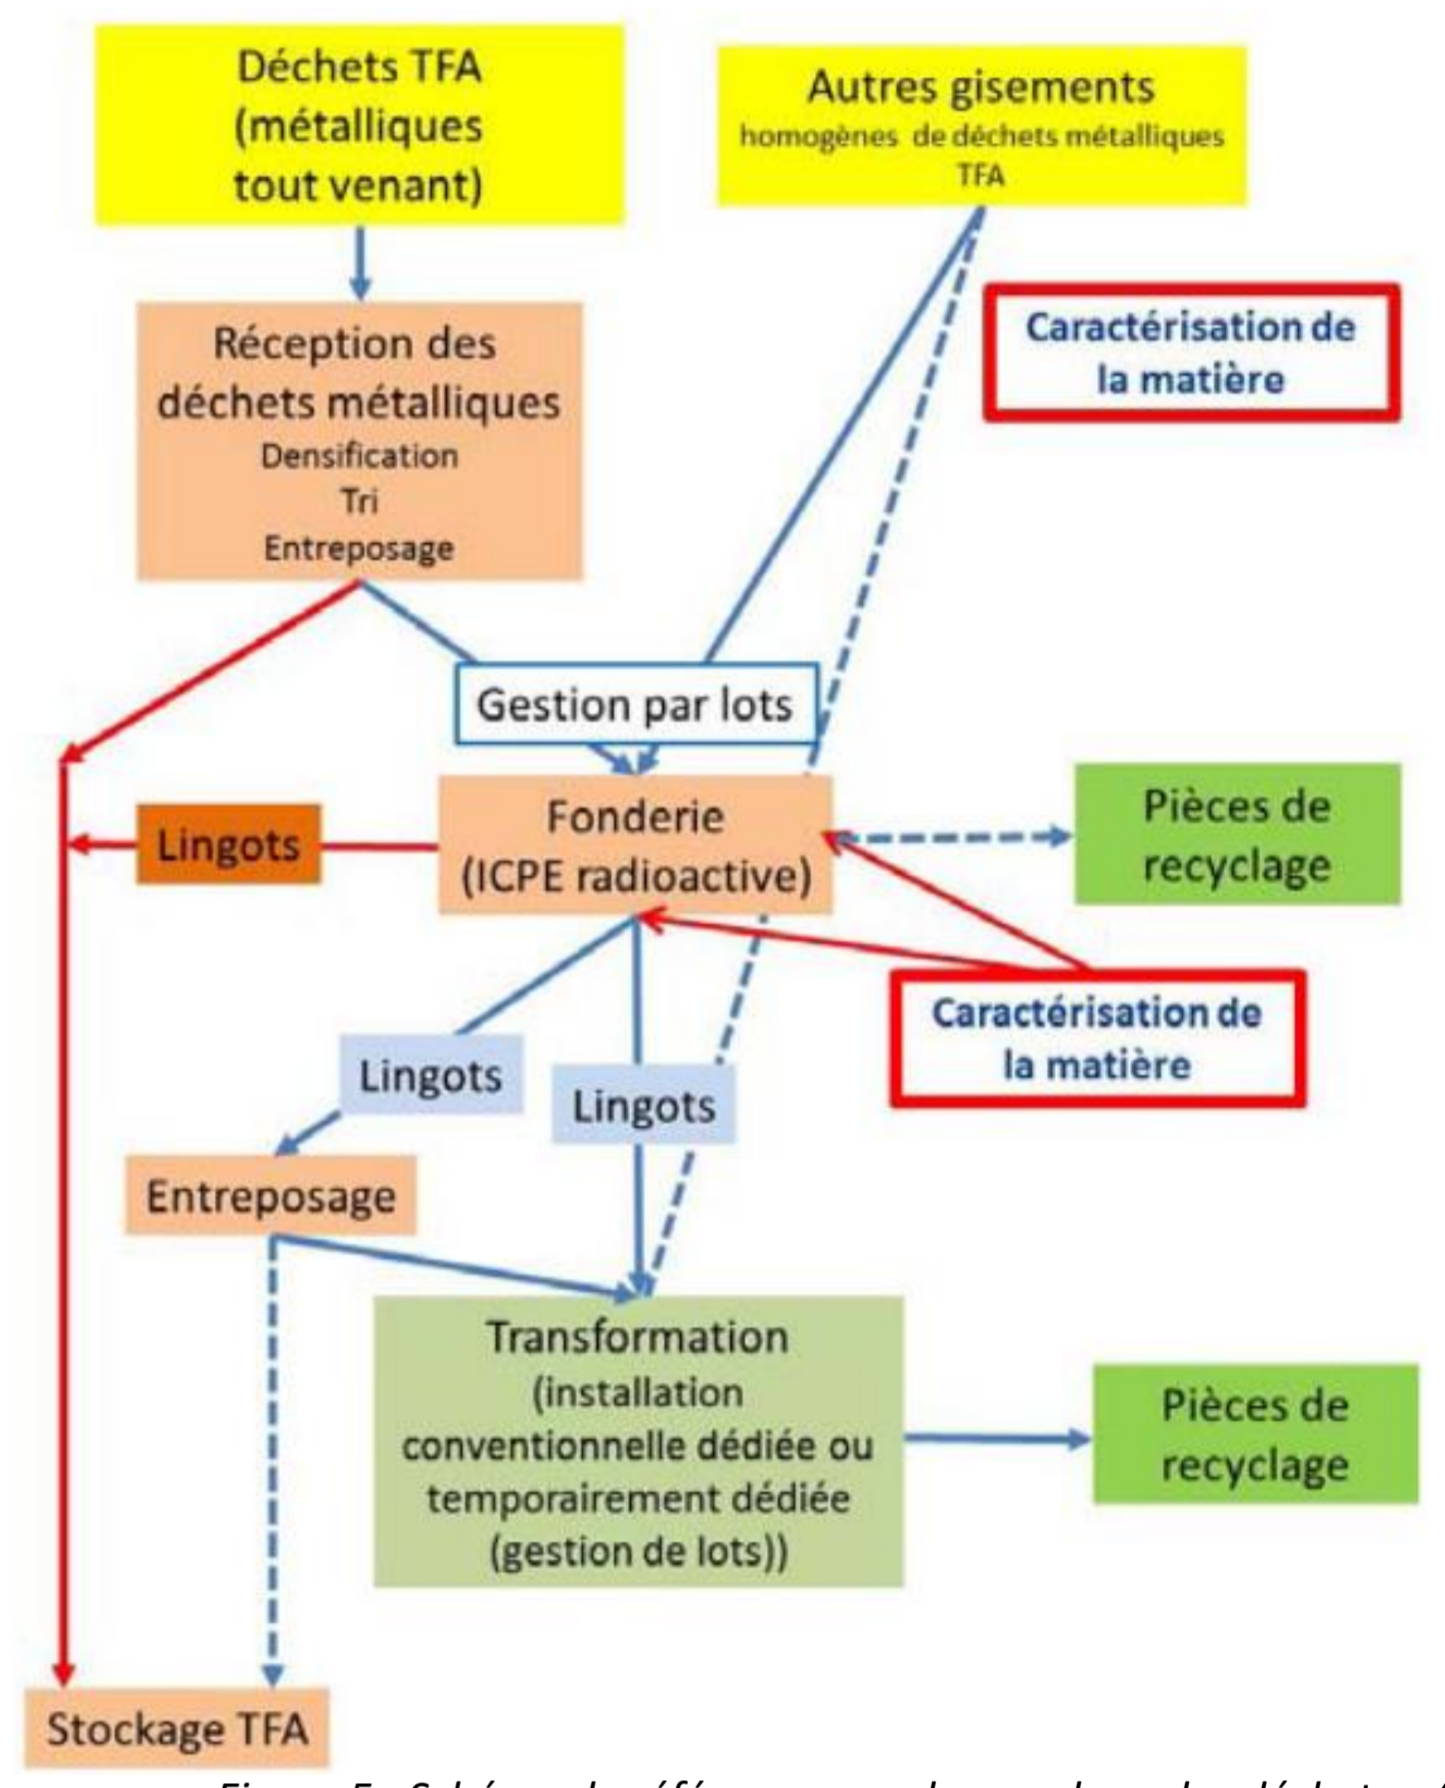 Déchets TFA
(métalliques
tout venant)
Autres gisements
homogènes de déchets métalliques
TFA
Caractérisation de
la matière
Réception des
déchets métalliques
Densification
Tri
Entreposage
Gestion par lots
Lingots
Fonderie
(ICPE radioactive)
Pièces de
recyclage
Caractérisation de
la matière
Lingots
Lingots
Entreposage
Transformation
(installation
conventionnelle dédiée ou
temporairement dédiée
(gestion de lots))
Pièces de
recyclage
Stockage TFA